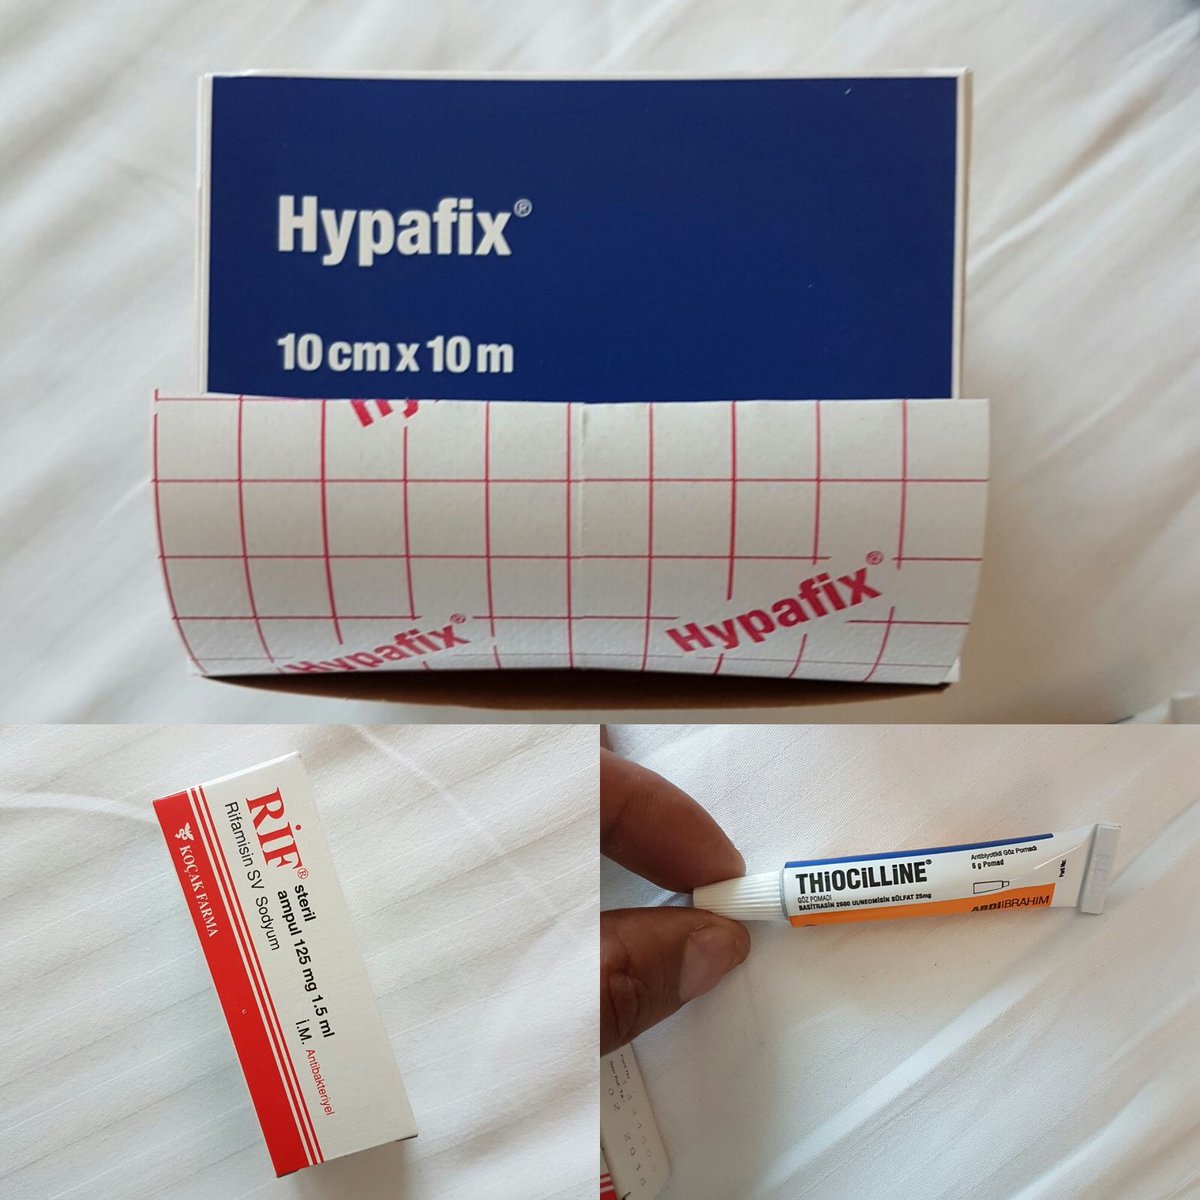 Hypafix®
10 cm x 10 m
Hypafix®
Hypafix®
RİF®
steril
ampul 125 mg 1.5 ml
İ.M.
Rifamisin SV Sodyum
Antibakteriyel
KOÇAK FARMA
THiOCiLLiNE®
GÖZ POMADI
BASİTRASİN 2500 U/NEOMİSİN SÜLFAT 25mg
Antibiyotikli Göz Pomadı
5 g Pomad
ABDİ İBRAHİM